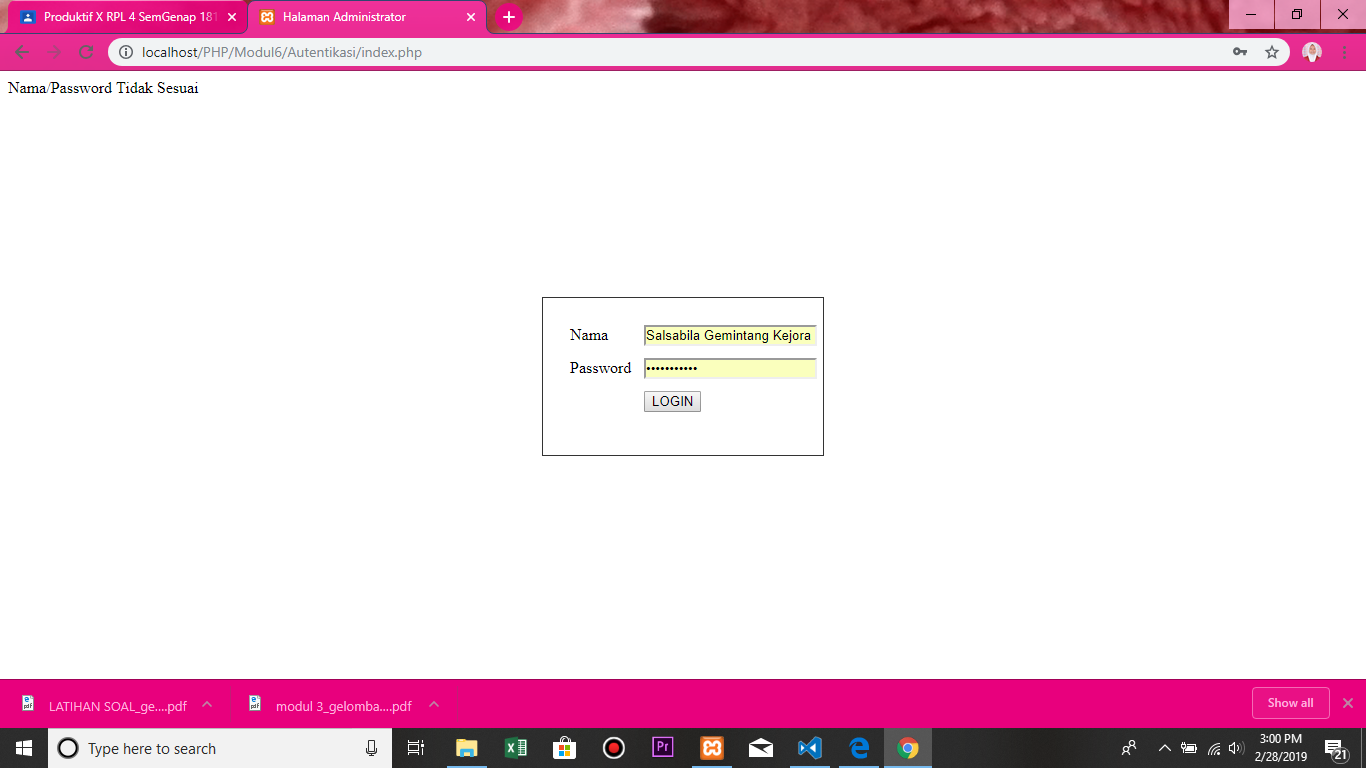 Produktif X RPL 4 SemGenap 181
Halaman Administrator
localhost/PHP/Modul6/Autentikasi/index.php
Nama/Password Tidak Sesuai
Nama
Salsabila Gemintang Kejora
Password
•••••••••••
LOGIN
LATIHAN SOAL_ge....pdf
modul 3_gelomba....pdf
Show all
Type here to search
Pr
3:00 PM
2/28/2019
21